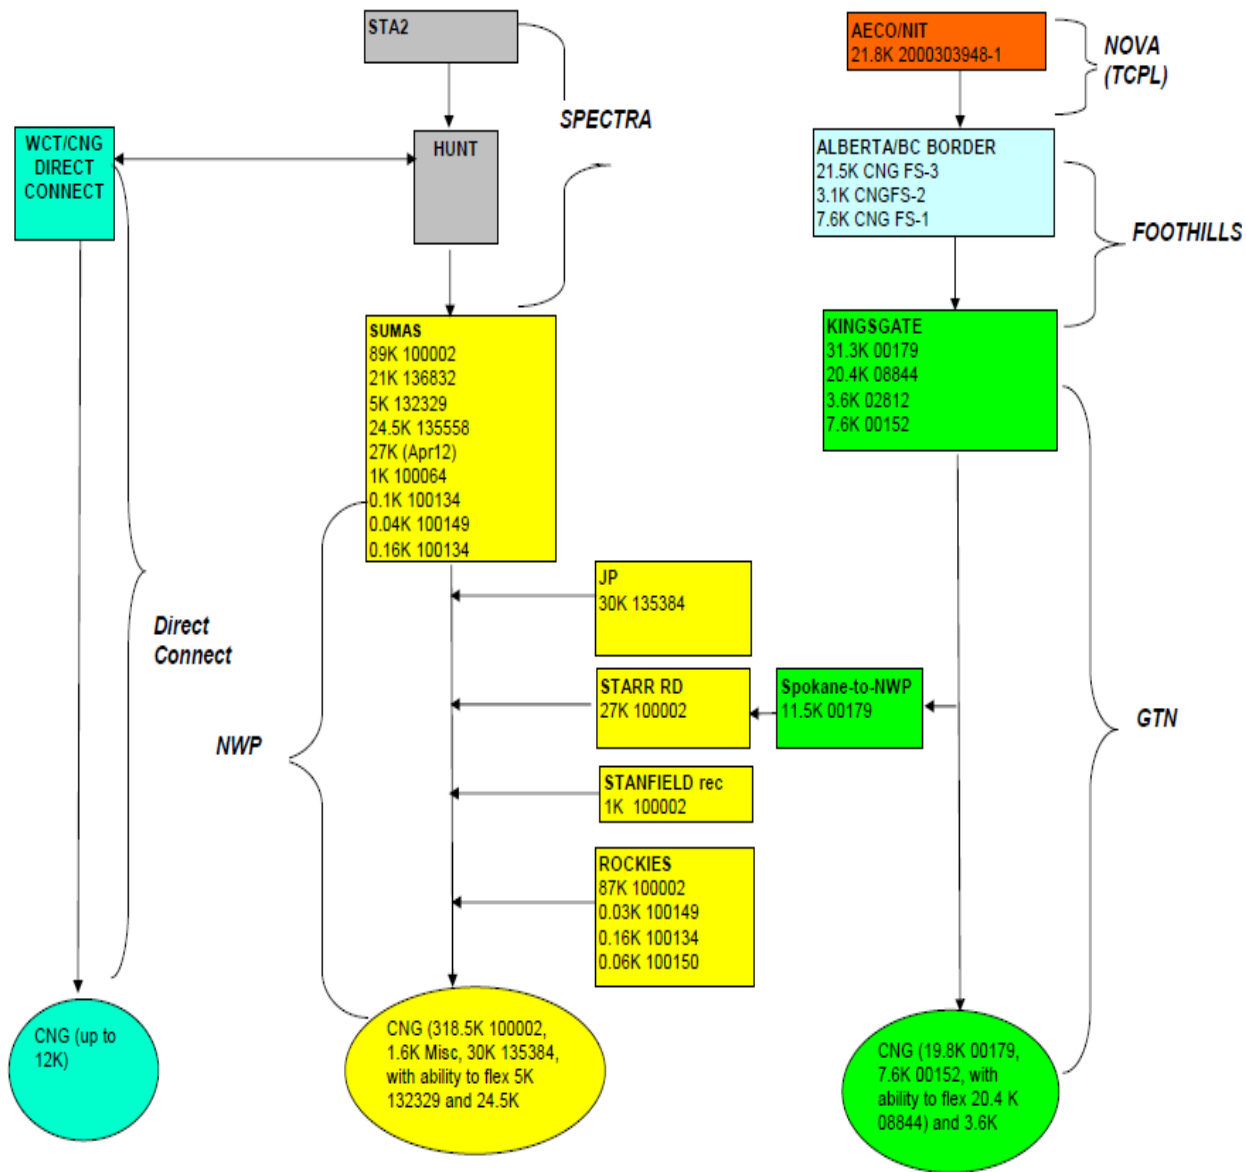 STA2
AECO/NIT
21.8K 2000303948-1
NOVA
(TCPL)
SPECTRA
WCT/CNG
DIRECT
CONNECT
HUNT
ALBERTA/BC BORDER
21.5K CNG FS-3
3.1K CNGFS-2
7.6K CNG FS-1
FOOTHILLS
SUMAS
89K 100002
21K 136832
5K 132329
24.5K 135558
27K (Apr12)
1K 100064
0.1K 100134
0.04K 100149
0.16K 100134
KINGSGATE
31.3K 00179
20.4K 08844
3.6K 02812
7.6K 00152
JP
30K 135384
Direct
Connect
STARR RD
27K 100002
Spokane-to-NWP
11.5K 00179
GTN
NWP
STANFIELD rec
1K 100002
ROCKIES
87K 100002
0.03K 100149
0.16K 100134
0.06K 100150
CNG (up to
12K)
CNG (318.5K 100002,
1.6K Misc, 30K 135384,
with ability to flex 5K
132329 and 24.5K
CNG (19.8K 00179,
7.6K 00152, with
ability to flex 20.4 K
08844) and 3.6K